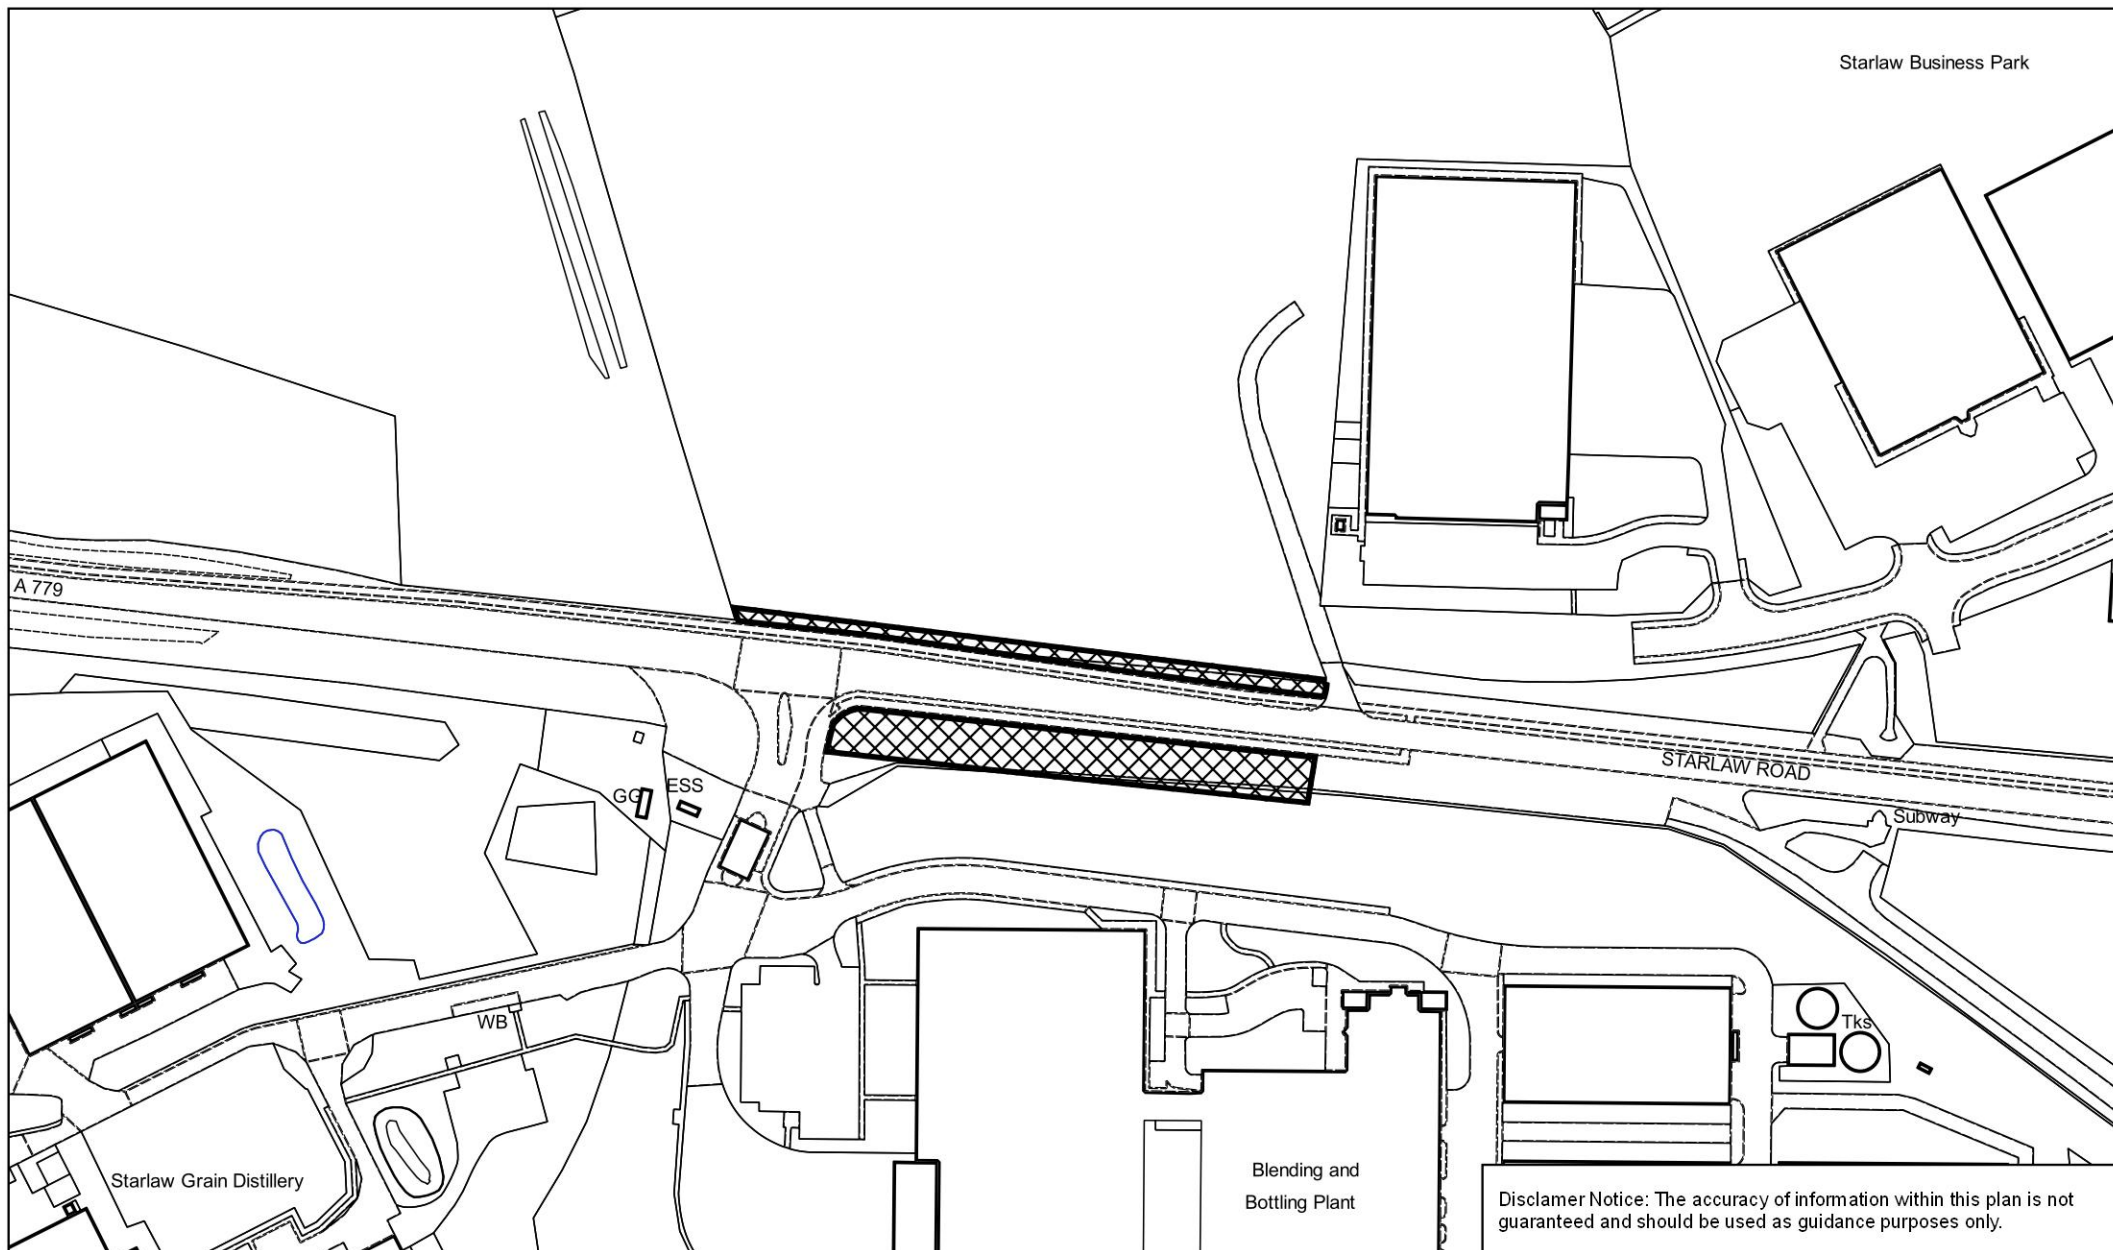 Starlaw Business Park
A 779
STARLAW ROAD
GG
ESS
Subway
WB
Tks
Starlaw Grain Distillery
Blending and
Bottling Plant
Disclamer Notice: The accuracy of information within this plan is not
guaranteed and should be used as guidance purposes only.